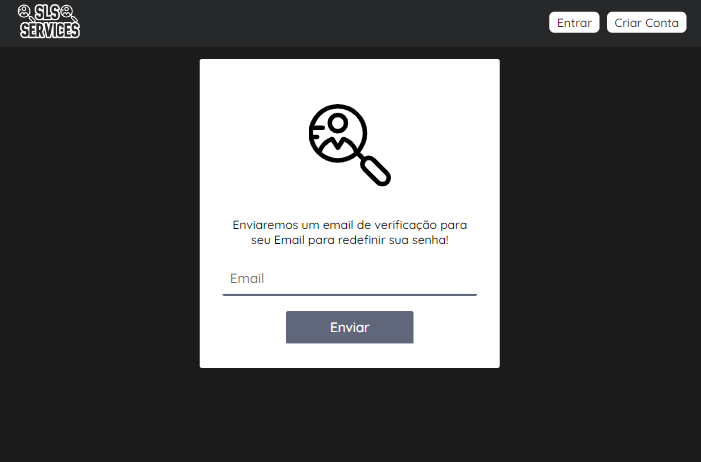 SLS
SERVICES
Entrar
Criar Conta
Enviaremos um email de verificação para
seu Email para redefinir sua senha!
Email
Enviar